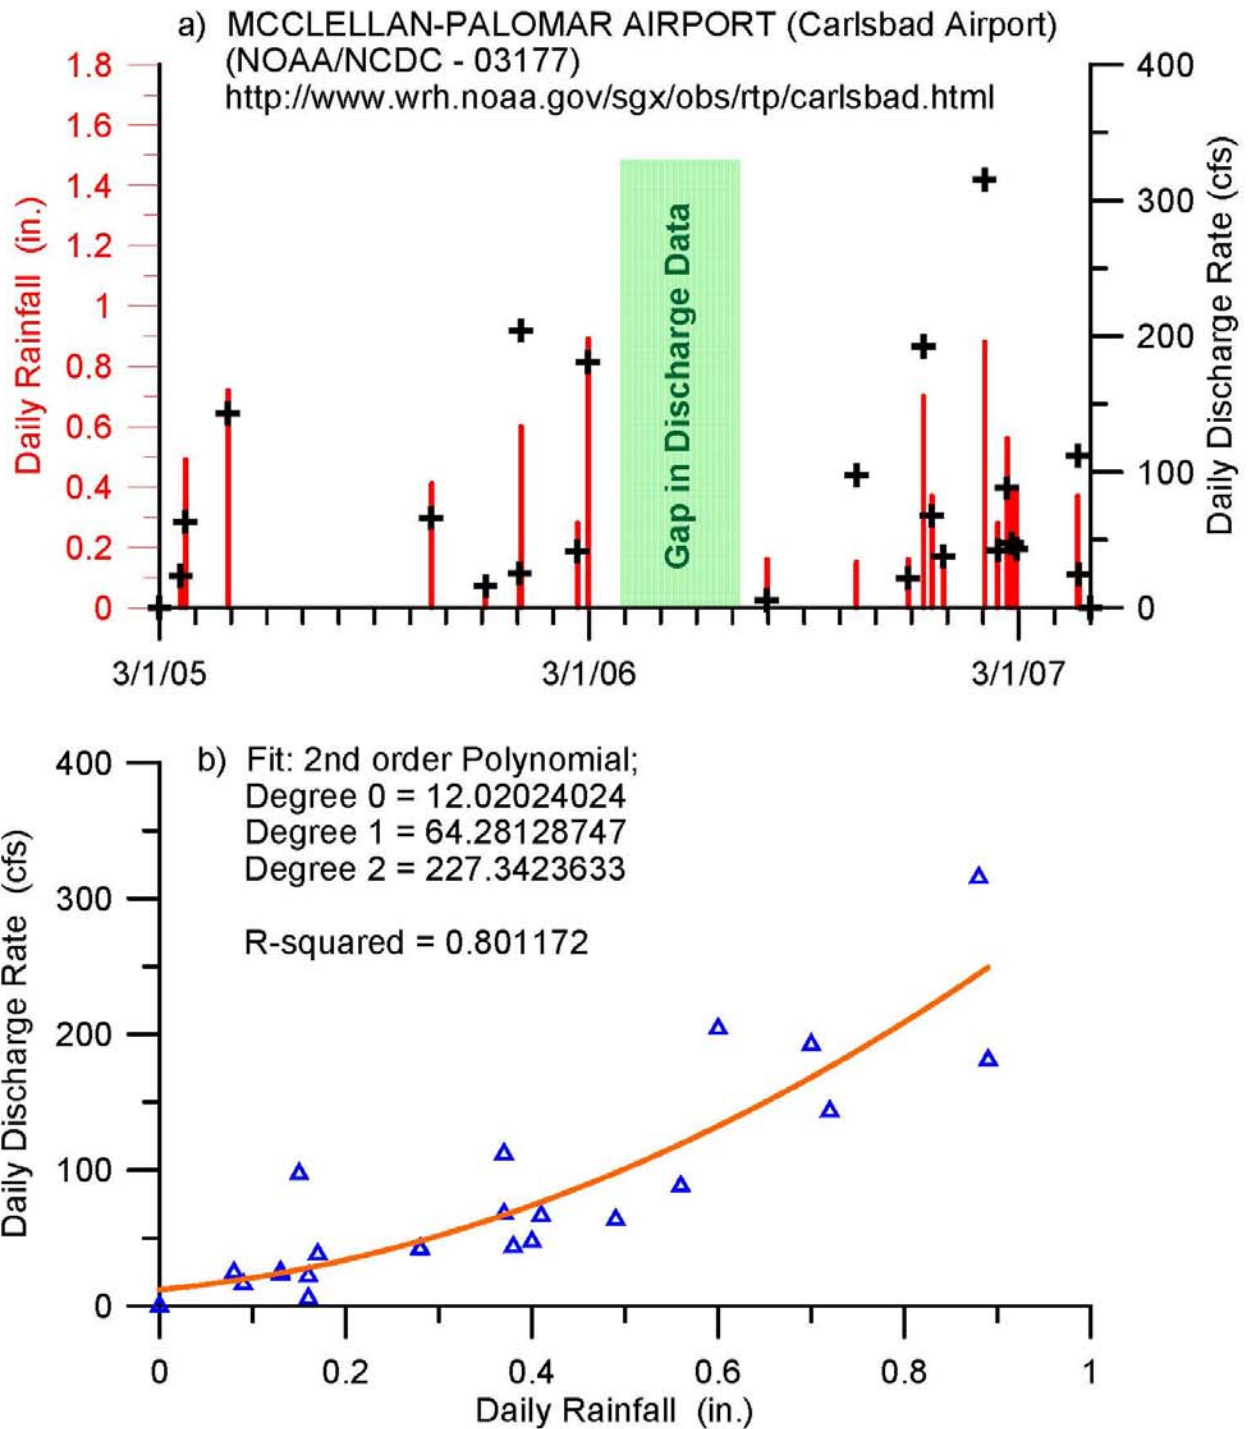 a) MCCLELLAN-PALOMAR AIRPORT (Carlsbad Airport)
(NOAA/NCDC - 03177)
http://www.wrh.noaa.gov/sgx/obs/rtp/carlsbad.html
Daily Rainfall (in.)
1.8
1.6
1.4
1.2
1
0.8
0.6
0.4
0.2
0
Gap in Discharge Data
400
300
200
100
0
Daily Discharge Rate (cfs)
3/1/05 3/1/06 3/1/07
b) Fit: 2nd order Polynomial;
Degree 0 = 12.02024024
Degree 1 = 64.28128747
Degree 2 = 227.3423633
R-squared = 0.801172
Daily Discharge Rate (cfs)
400
300
200
100
0
0 0.2 0.4 0.6 0.8 1
Daily Rainfall (in.)